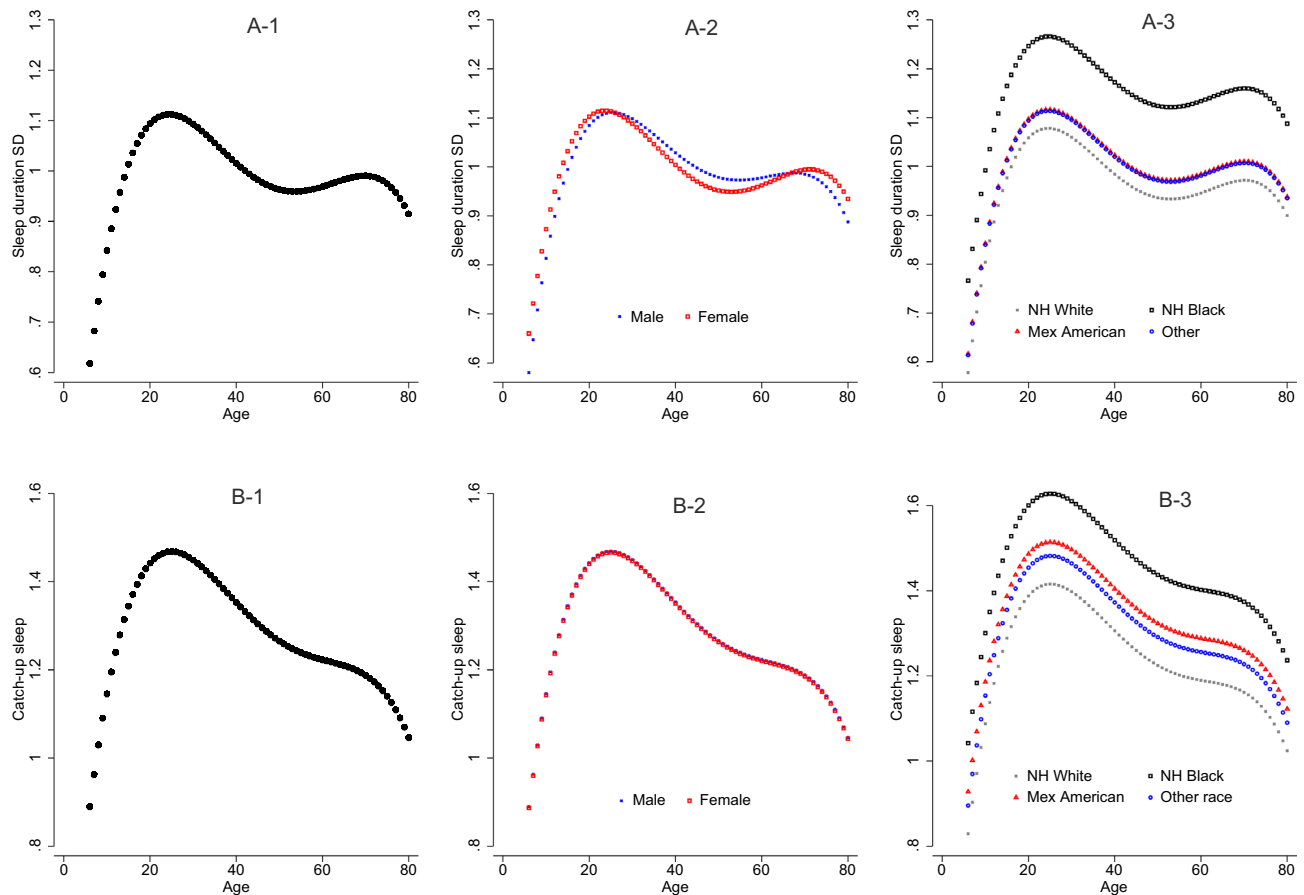 A-1
Sleep duration SD
1.3
1.2
1.1
1
.9
.8
.7
.6
0 20 40 60 80
Age
A-2
Sleep duration SD
1.3
1.2
1.1
1
.9
.8
.7
.6
Male Female
0 20 40 60 80
Age
A-3
Sleep duration SD
1.3
1.2
1.1
1
.9
.8
.7
.6
NH White NH Black
Mex American Other
0 20 40 60 80
Age
B-1
Catch-up sleep
1.6
1.4
1.2
1
.8
0 20 40 60 80
Age
B-2
Catch-up sleep
1.6
1.4
1.2
1
.8
Male Female
0 20 40 60 80
Age
B-3
Catch-up sleep
1.6
1.4
1.2
1
.8
NH White NH Black
Mex American Other race
0 20 40 60 80
Age